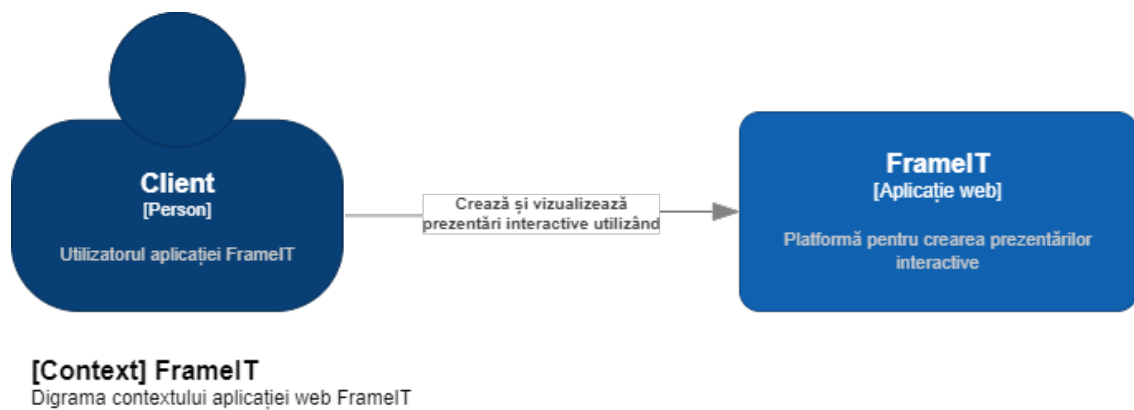 Client
[Person]
Utilizatorul aplicației FrameIT
Crează și vizualizează
prezentări interactive utilizând
FrameIT
[Aplicație web]
Platformă pentru crearea prezentărilor
interactive
[Context] FrameIT
Digrama contextului aplicației web FrameIT